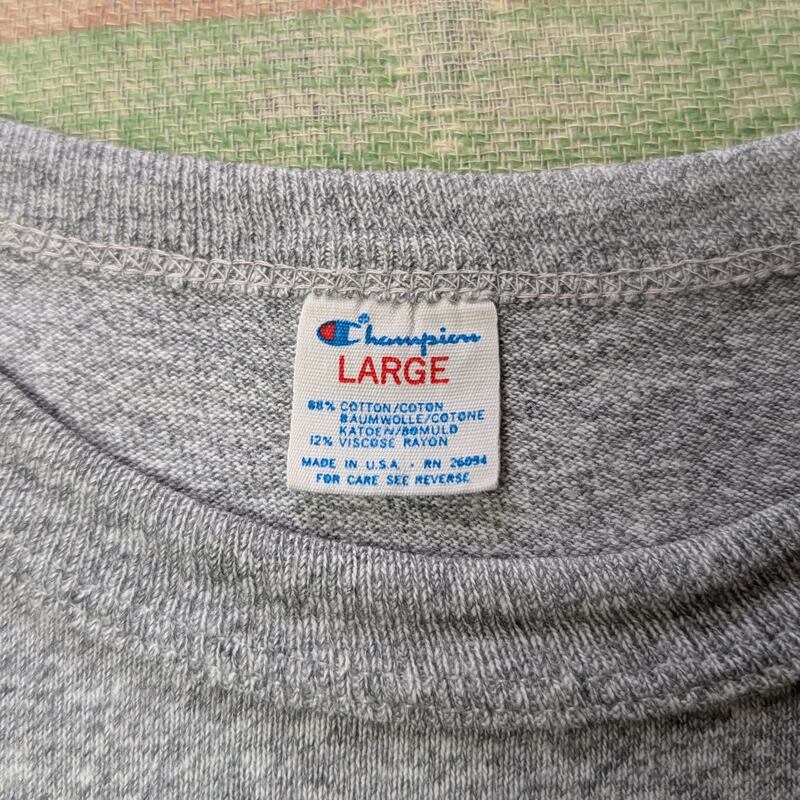 Champion
LARGE
88% COTTON/COTON
BAUMWOLLE/COTONE
KATOEN/BOMULD
12% VISCOSE RAYON
MADE IN U.S.A. • RN 26094
FOR CARE SEE REVERSE